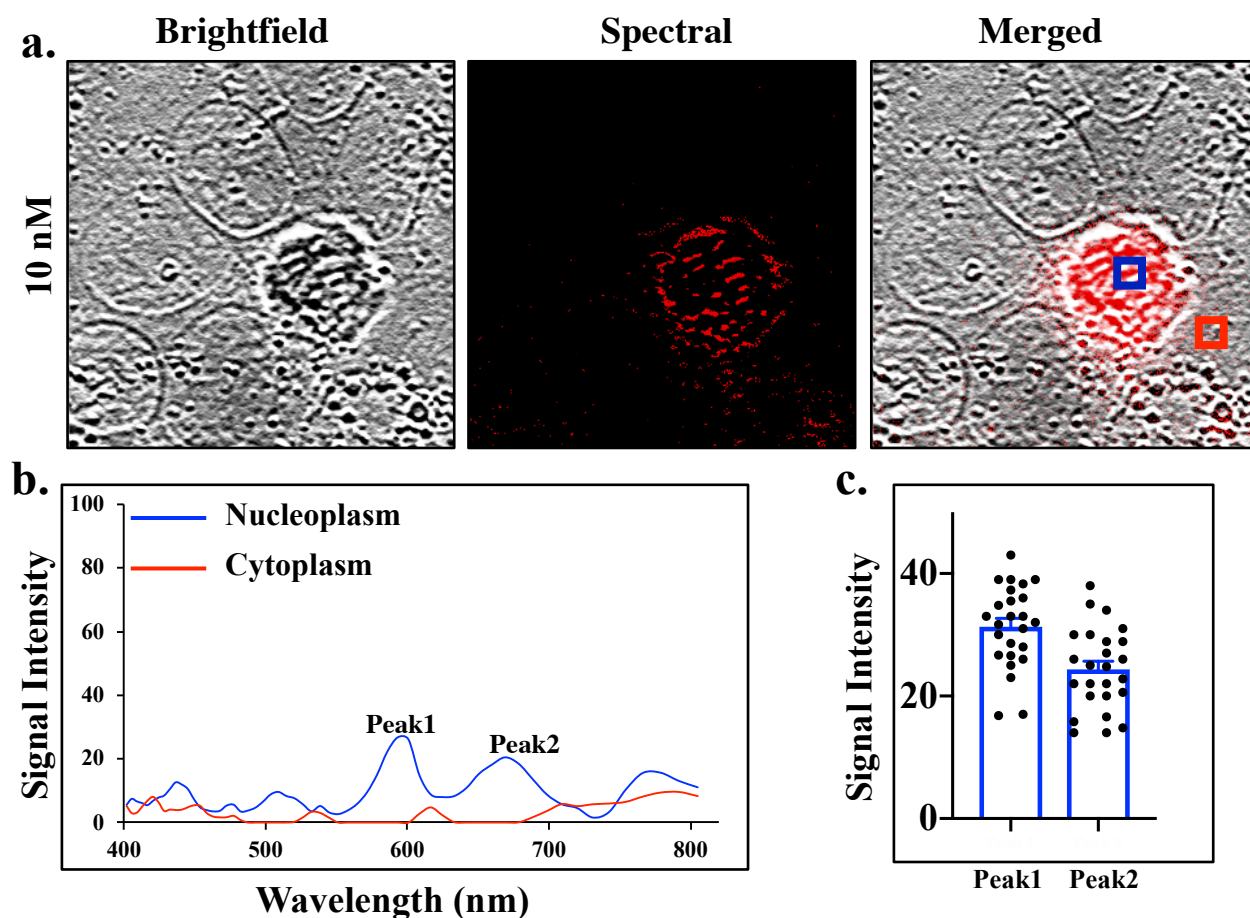 a.
Brightfield
Spectral
Merged
10 nM
b.
Signal Intensity
100
80
60
40
20
0
Nucleoplasm
Cytoplasm
Peak1
Peak2
400
500
600
700
800
Wavelength (nm)
c.
Signal Intensity
40
20
0
Peak1
Peak2